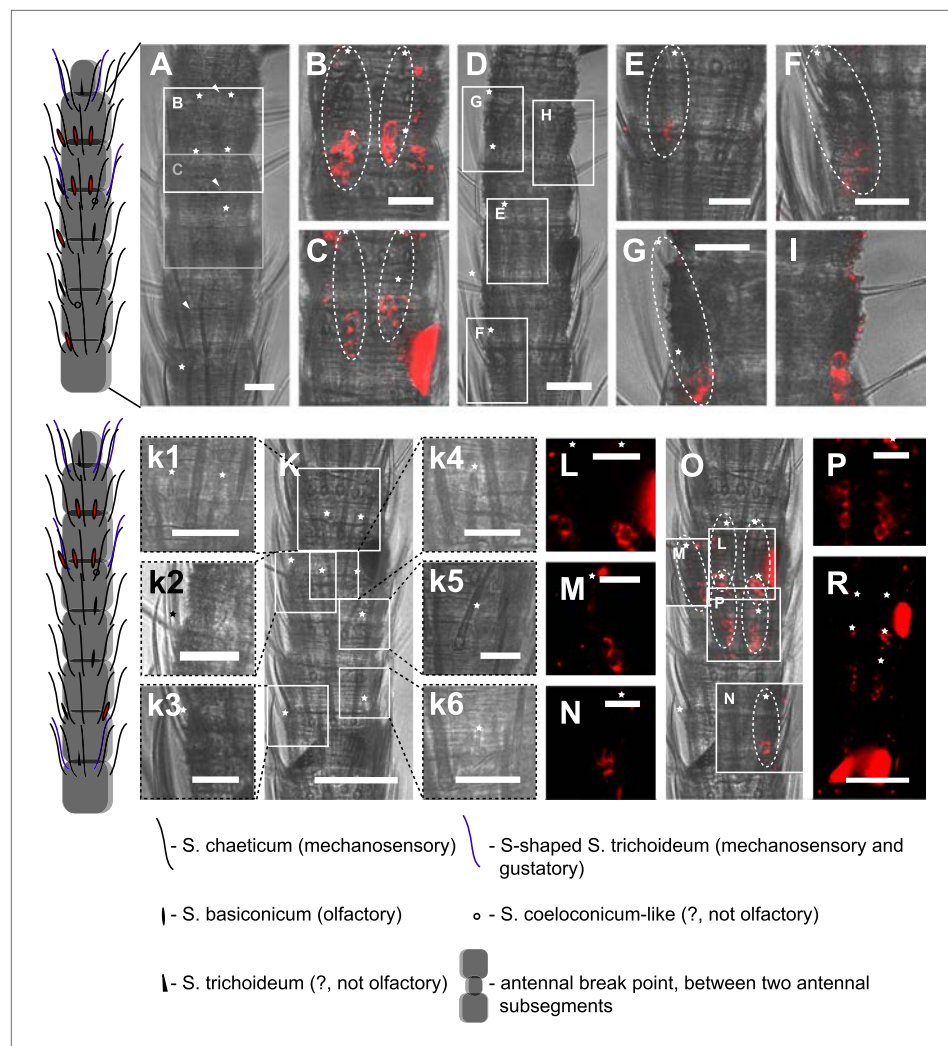 A
B
C
B
C
D
G
H
E
F
E
F
G
I
k1
k2
k3
K
k4
k5
k6
L
M
N
O
M
L
P
N
P
R
- S. chaeticum (mechanosensory)
- S-shaped S. trichoideum (mechanosensory and
gustatory)
- S. basiconicum (olfactory)
- S. coeloconicum-like (?, not olfactory)
- S. trichoideum (?, not olfactory)
- antennal break point, between two antennal
subsegments